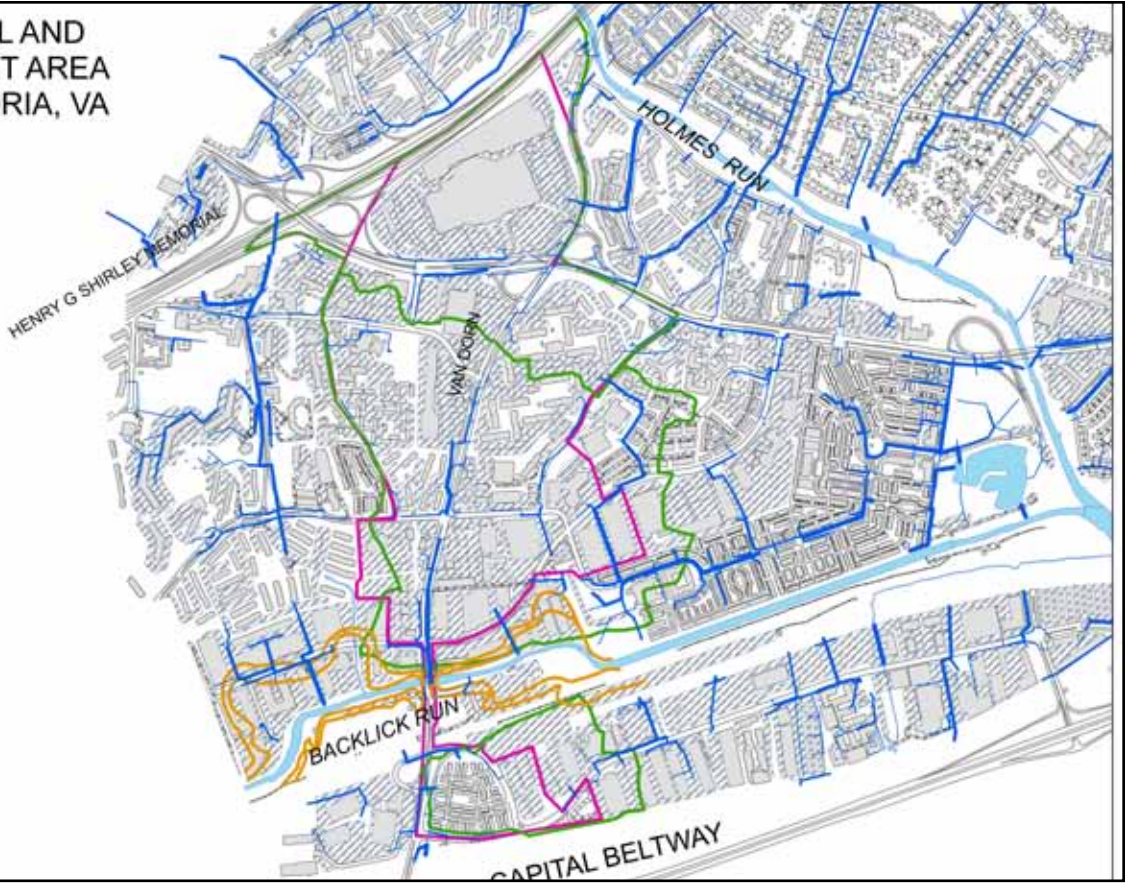 L AND
T AREA
RIA, VA
HOLMES RUN
HENRY G SHIRLEY MEMORIAL
VAN DORN
BACKLICK RUN
CAPITAL BELTWAY